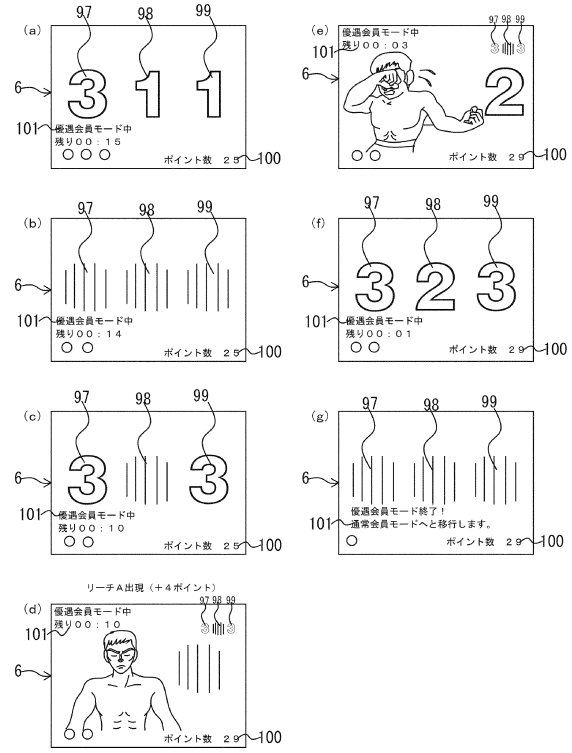 (a)
97
98
99
6
3 1 1
101
優遇会員モード中
残り００：１５
ポイント数 ２５
100
(b)
97
98
99
6
101
優遇会員モード中
残り００：１４
ポイント数 ２５
100
(c)
97
98
99
6
3 3
101
優遇会員モード中
残り００：１０
ポイント数 ２５
100
リーチＡ出現（＋４ポイント）
(d)
97 98 99
優遇会員モード中
残り００：１０
101
3 3
6
ポイント数 ２９
100
(e)
97 98 99
優遇会員モード中
残り００：０３
101
3 3
6
2
ポイント数 ２９
100
(f)
97
98
99
6
3 2 3
101
優遇会員モード中
残り００：０１
ポイント数 ２９
100
(g)
97
98
99
6
優遇会員モード終了！
101
通常会員モードへと移行します。
ポイント数 ２９
100